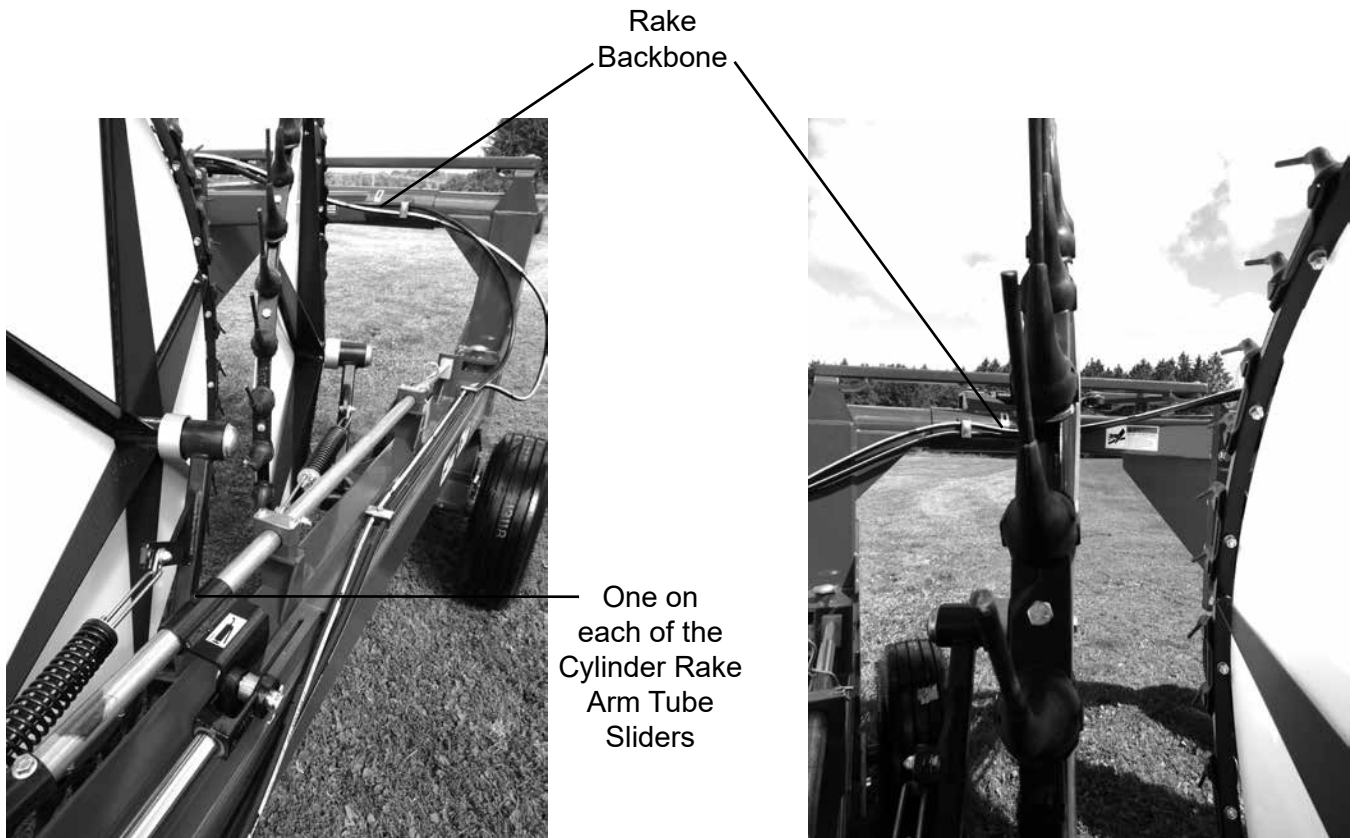 Rake
Backbone
One on
each of the
Cylinder Rake
Arm Tube
Sliders